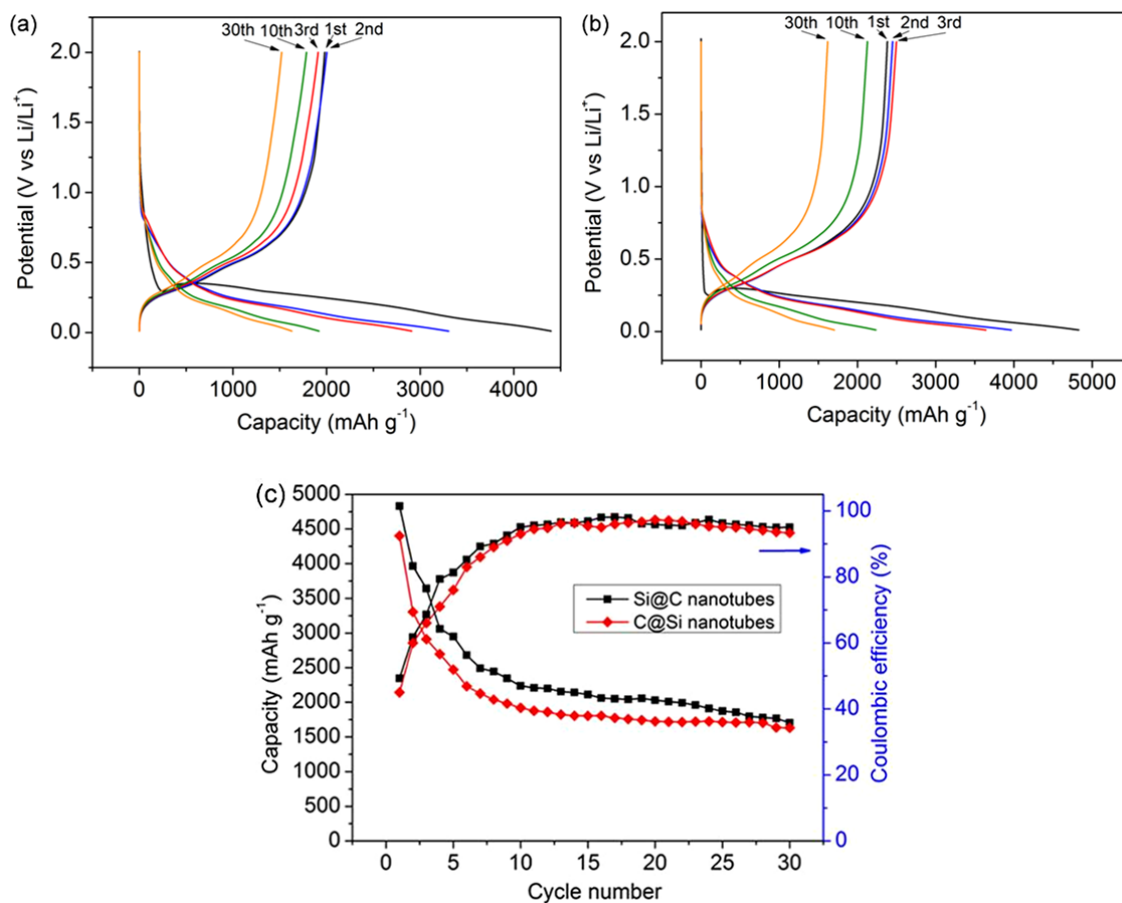 (a)
30th 10th 3rd 1st 2nd
2.0
1.5
1.0
0.5
0.0
Potential (V vs Li/Li⁺)
0 1000 2000 3000 4000
Capacity (mAh g⁻¹)
(b)
30th 10th 1st 2nd 3rd
2.0
1.5
1.0
0.5
0.0
Potential (V vs Li/Li⁺)
0 1000 2000 3000 4000 5000
Capacity (mAh g⁻¹)
(c)
5000
4500
4000
3500
3000
2500
2000
1500
1000
500
0
Capacity (mAh g⁻¹)
Si@C nanotubes
C@Si nanotubes
100
80
60
40
20
0
Coulombic efficiency (%)
0 5 10 15 20 25 30
Cycle number